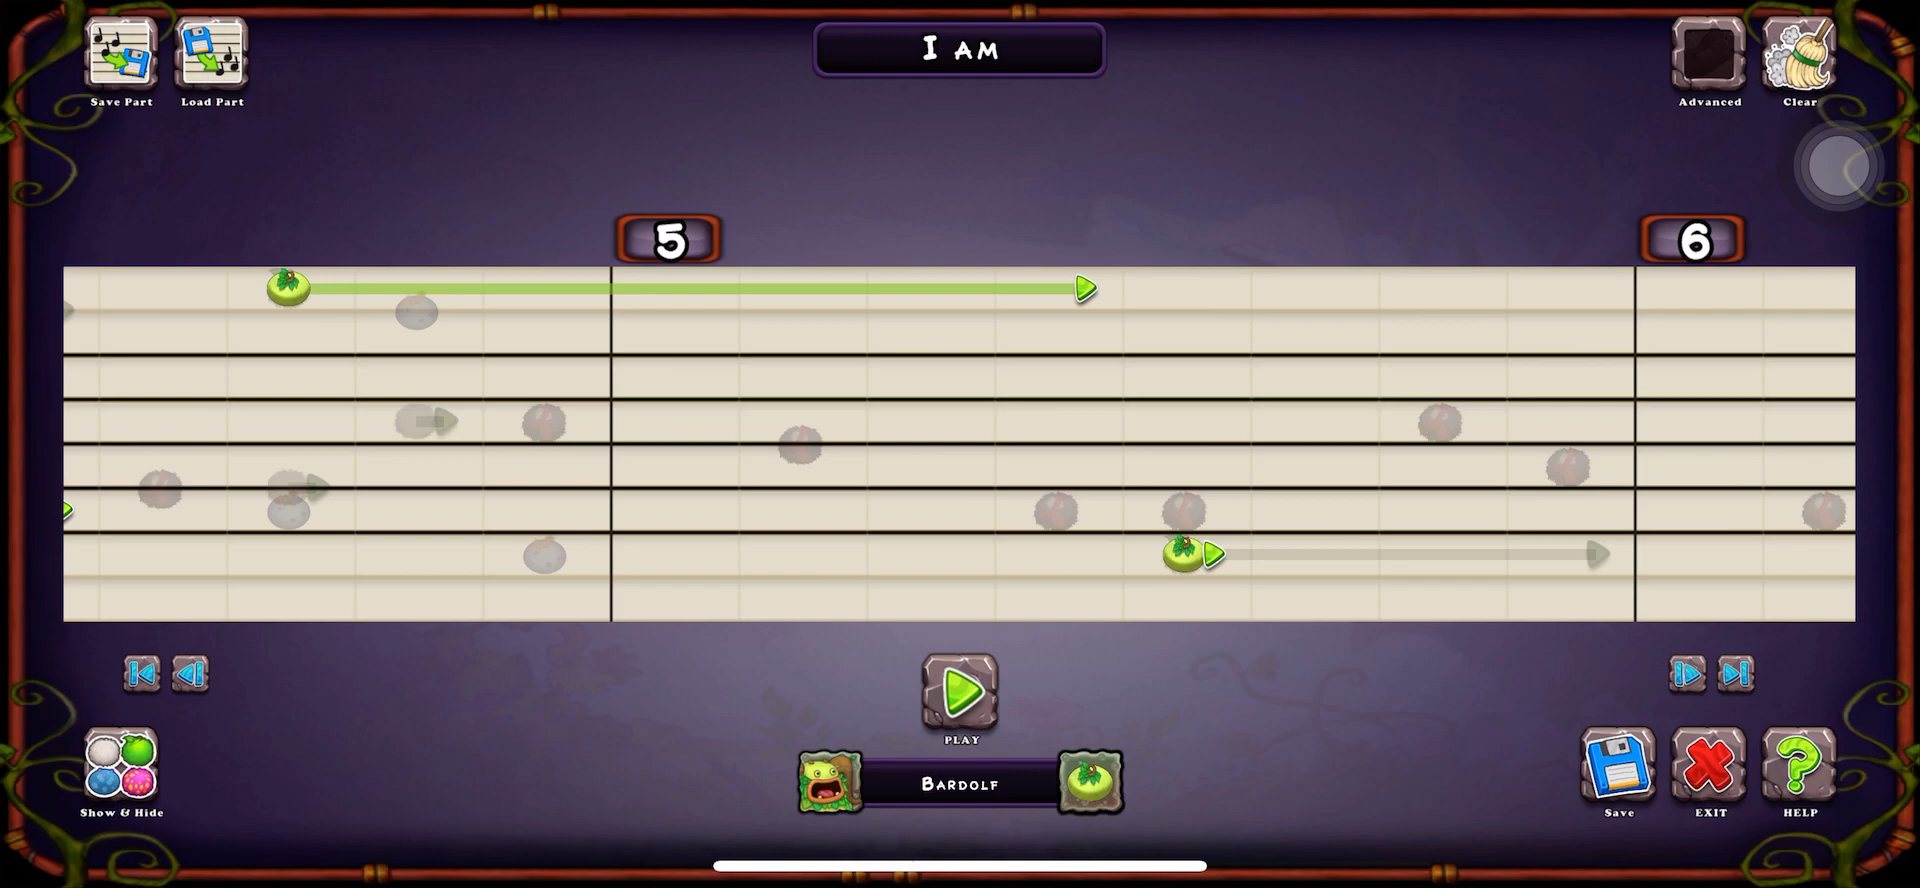 I AM
Save Part
Load Part
Advanced
Clear
5
6
PLAY
BARDOLF
Show & Hide
Save
EXIT
HELP